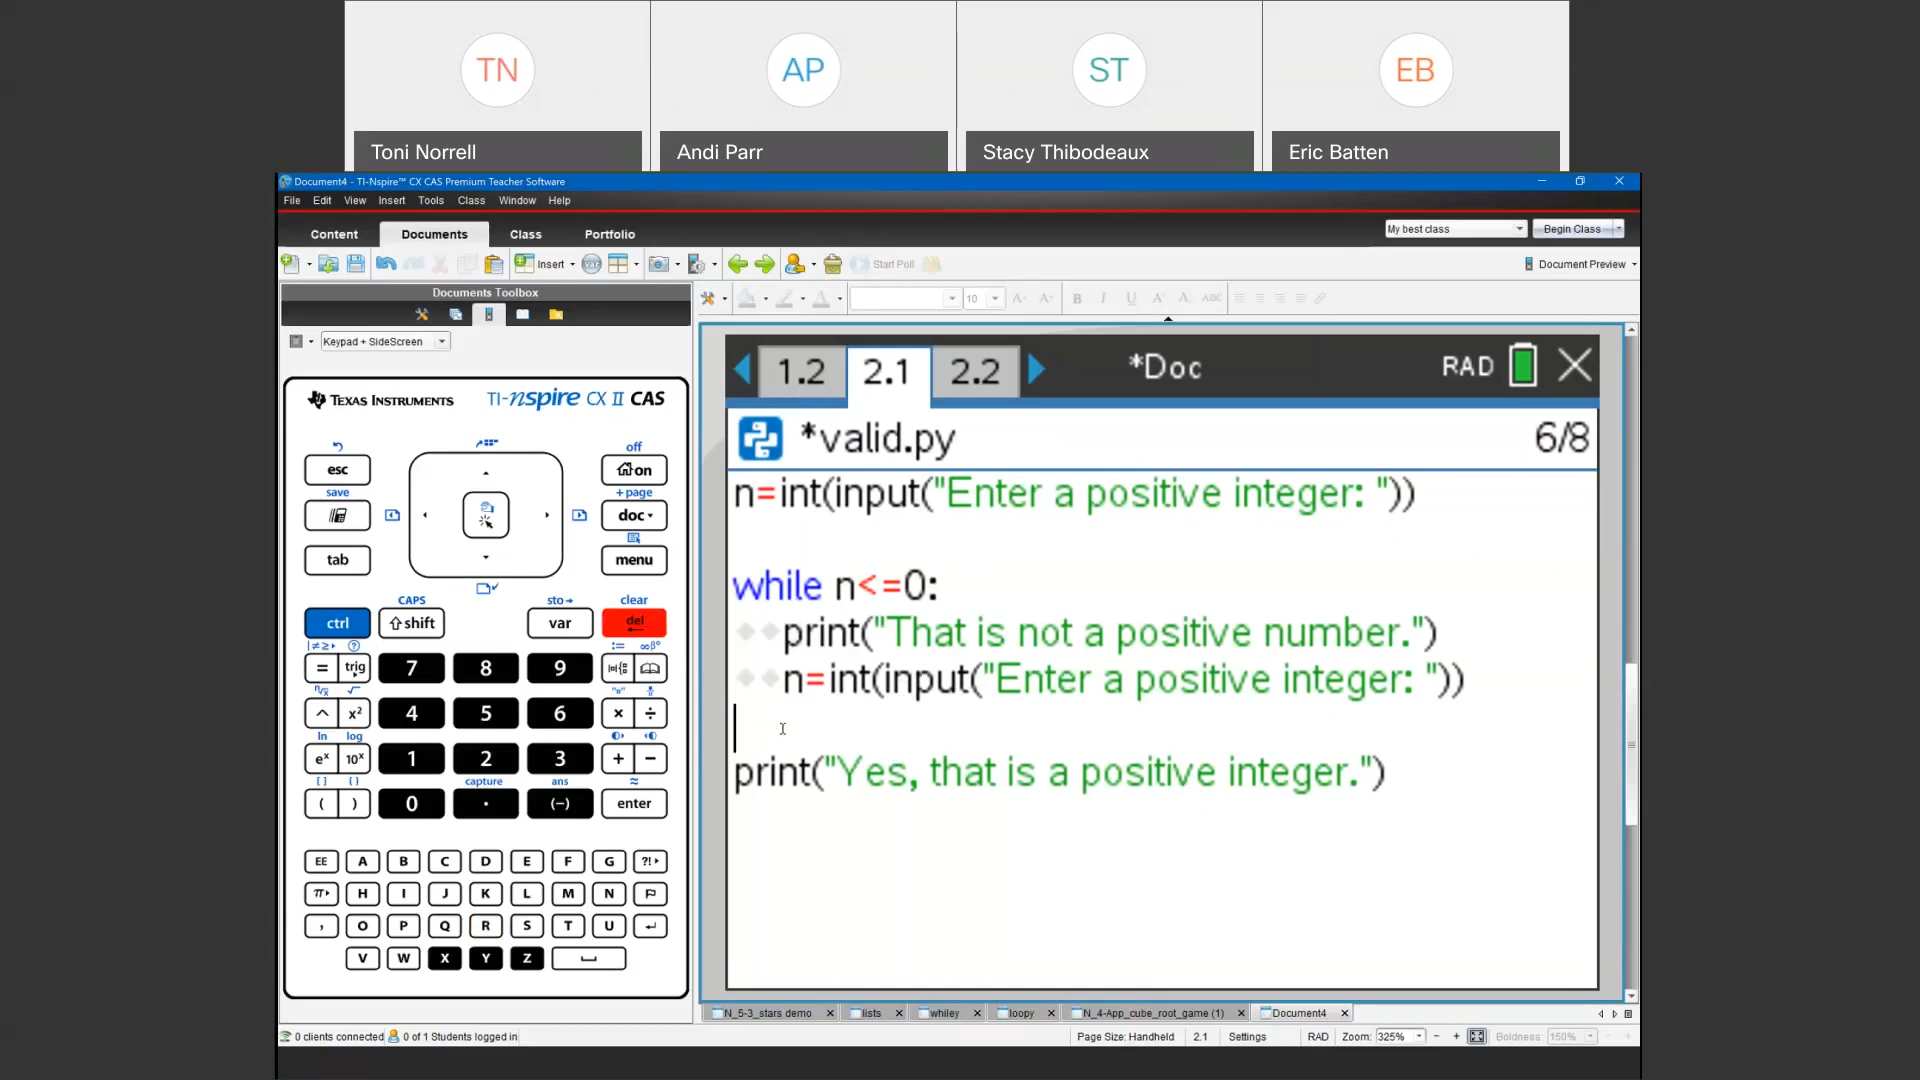 TN AP ST EB
Toni Norrell Andi Parr Stacy Thibodeaux Eric Batten
Document4 - TI-Nspire™ CX CAS Premium Teacher Software
File Edit View Insert Tools Class Window Help
Content Documents Class Portfolio
My best class Begin Class
Insert Start Poll Document Preview
Documents Toolbox
10 B I U ABC
Keypad + SideScreen
1.2 2.1 2.2 *Doc RAD
TEXAS INSTRUMENTS TI-nspire CX II CAS
*valid.py 6/8
n=int(input("Enter a positive integer: "))
while n<=0:
print("That is not a positive number.")
n=int(input("Enter a positive integer: "))
print("Yes, that is a positive integer.")
off
esc on
save + page
doc
tab menu
CAPS sto→ clear
ctrl shift var del
= trig 7 8 9
^ x² 4 5 6 × ÷
ln log
eˣ 10ˣ 1 2 3 + −
[ ] { } capture ans ≈
( ) 0 . (−) enter
EE A B C D E F G ?!
π H I J K L M N
, O P Q R S T U
V W X Y Z
N_5-3_stars demo lists whiley loopy N_4-App_cube_root_game (1) Document4
0 clients connected 0 of 1 Students logged in Page Size: Handheld 2.1 Settings RAD Zoom: 325% − + Boldness: 150% − +